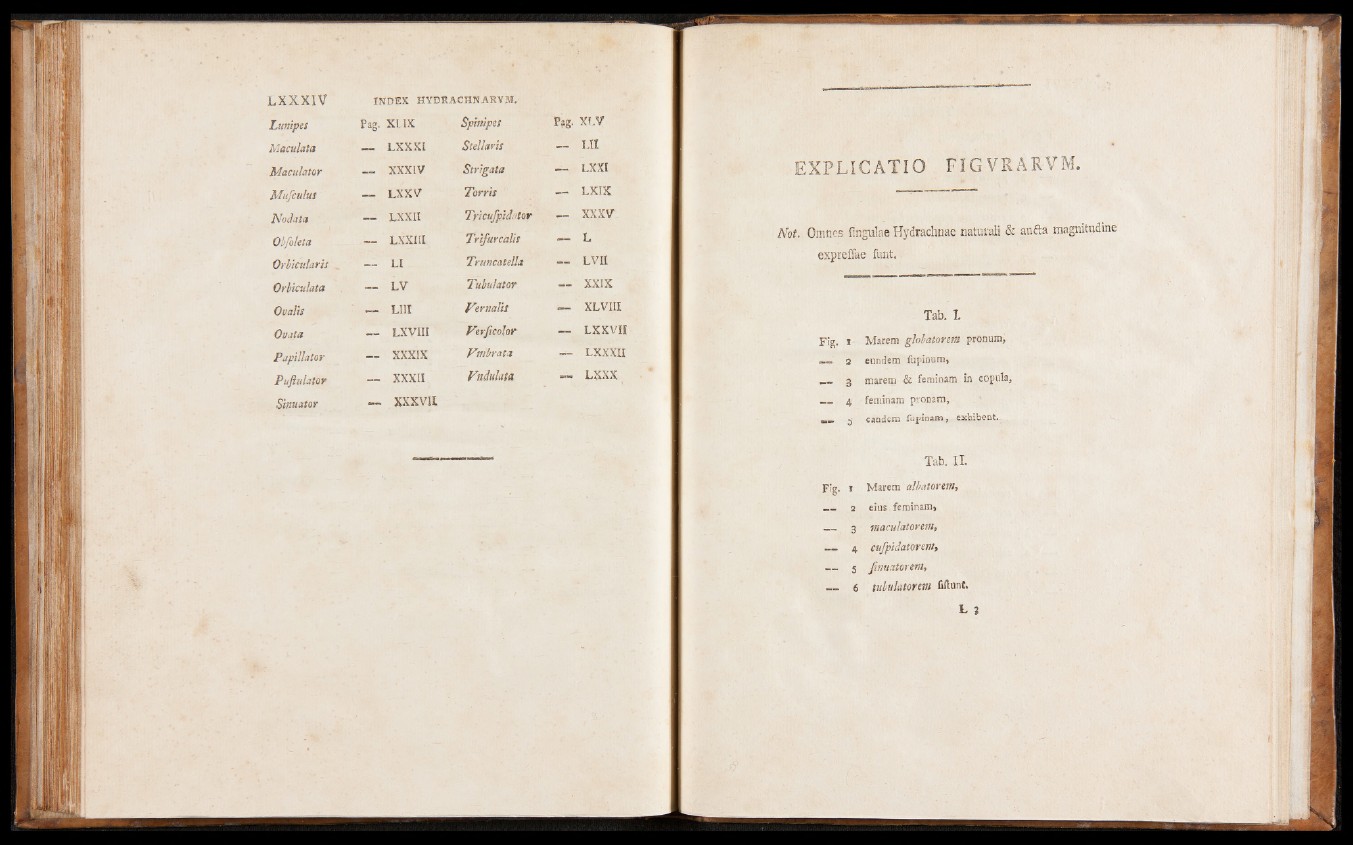 LXXXIV INDEX HYDRACHNARVM.
Lunipes Pag. XLIX
Maculata — LXXXI
Maculator — XXXIV
Muſculus — LXXV
Nodata — LXXII
Obſoleta — LXXIII
Orbicularis — LI
Orbiculata — LV
Ovalis — LIII
Ovata — LXVIII
Papillator — XXXIX
Puſtulator — XXXII
Sinuator — XXXVII
Spinipes Pag. XLV
Stellaris — LII
Strigata — LXXI
Torris — LXIX
Tricuſpidator — XXXV
Trifurcalis — L
Truncatella — LVII
Tubulator — XXIX
Vernalis — XLVIII
Verſicolor — LXXVII
Vmbrata — LXXXII
Vndulata — LXXX
EXPLICATIO FIGVRARVM.
Not. Omnes ſingulae Hydrachnae naturali & aucta magnitudine
expreſſae ſunt.
Tab. I.
Fig. 1 Marem globatorem pronum,
— 2 eundem ſupinum,
— 3 marem & feminam in copula,
— 4 feminam pronam,
— 5 eandem ſupinam, exhibent.
Tab. II.
Fig. 1 Marem albatorem,
— 2 eius feminam,
— 3 maculatorem,
— 4 cuſpidatorem,
— 5 ſinuatorem,
— 6 tubulatorem ſiſtunt.
L 3